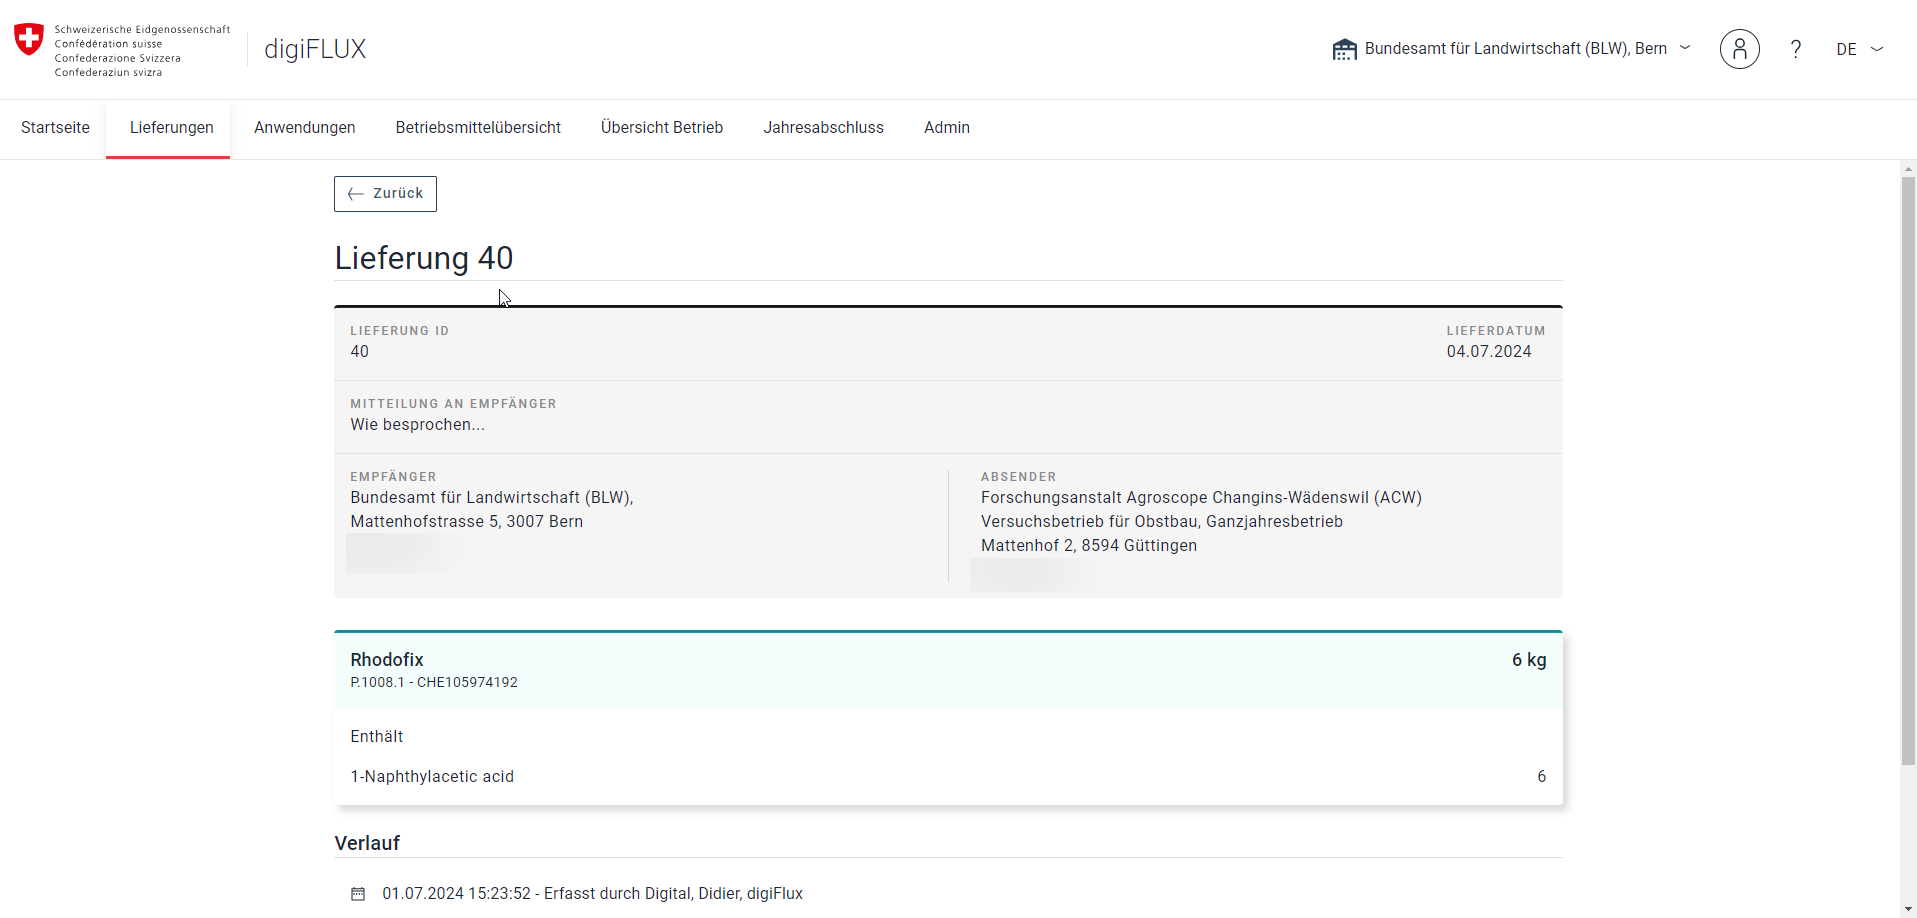 Schweizerische Eidgenossenschaft
Confédération suisse
Confederazione Svizzera
Confederaziun svizra
digiFLUX
Bundesamt für Landwirtschaft (BLW), Bern
?
DE
Startseite
Lieferungen
Anwendungen
Betriebsmittelübersicht
Übersicht Betrieb
Jahresabschluss
Admin
Zurück
Lieferung 40
LIEFERUNG ID
40
LIEFERDATUM
04.07.2024
MITTEILUNG AN EMPFÄNGER
Wie besprochen...
EMPFÄNGER
Bundesamt für Landwirtschaft (BLW),
Mattenhofstrasse 5, 3007 Bern
ABSENDER
Forschungsanstalt Agroscope Changins-Wädenswil (ACW)
Versuchsbetrieb für Obstbau, Ganzjahresbetrieb
Mattenhof 2, 8594 Güttingen
Rhodofix
6 kg
P.1008.1 - CHE105974192
Enthält
1-Naphthylacetic acid
6
Verlauf
01.07.2024 15:23:52 - Erfasst durch Digital, Didier, digiFlux